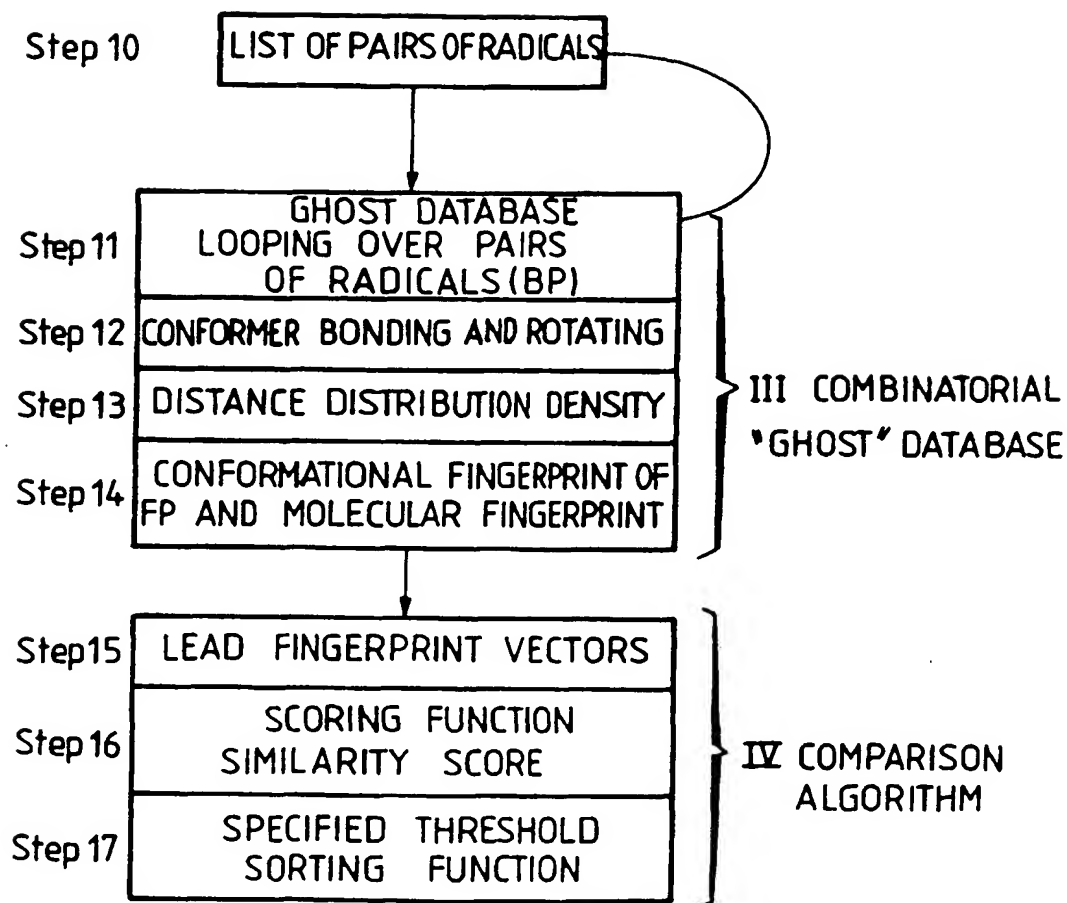 Step 10
LIST OF PAIRS OF RADICALS
Step 11
GHOST DATABASE
LOOPING OVER PAIRS
OF RADICALS (BP)
Step 12
CONFORMER BONDING AND ROTATING
Step 13
DISTANCE DISTRIBUTION DENSITY
Step 14
CONFORMATIONAL FINGERPRINT OF
FP AND MOLECULAR FINGERPRINT
III COMBINATORIAL
"GHOST" DATABASE
Step 15
LEAD FINGERPRINT VECTORS
Step 16
SCORING FUNCTION
SIMILARITY SCORE
Step 17
SPECIFIED THRESHOLD
SORTING FUNCTION
IV COMPARISON
ALGORITHM